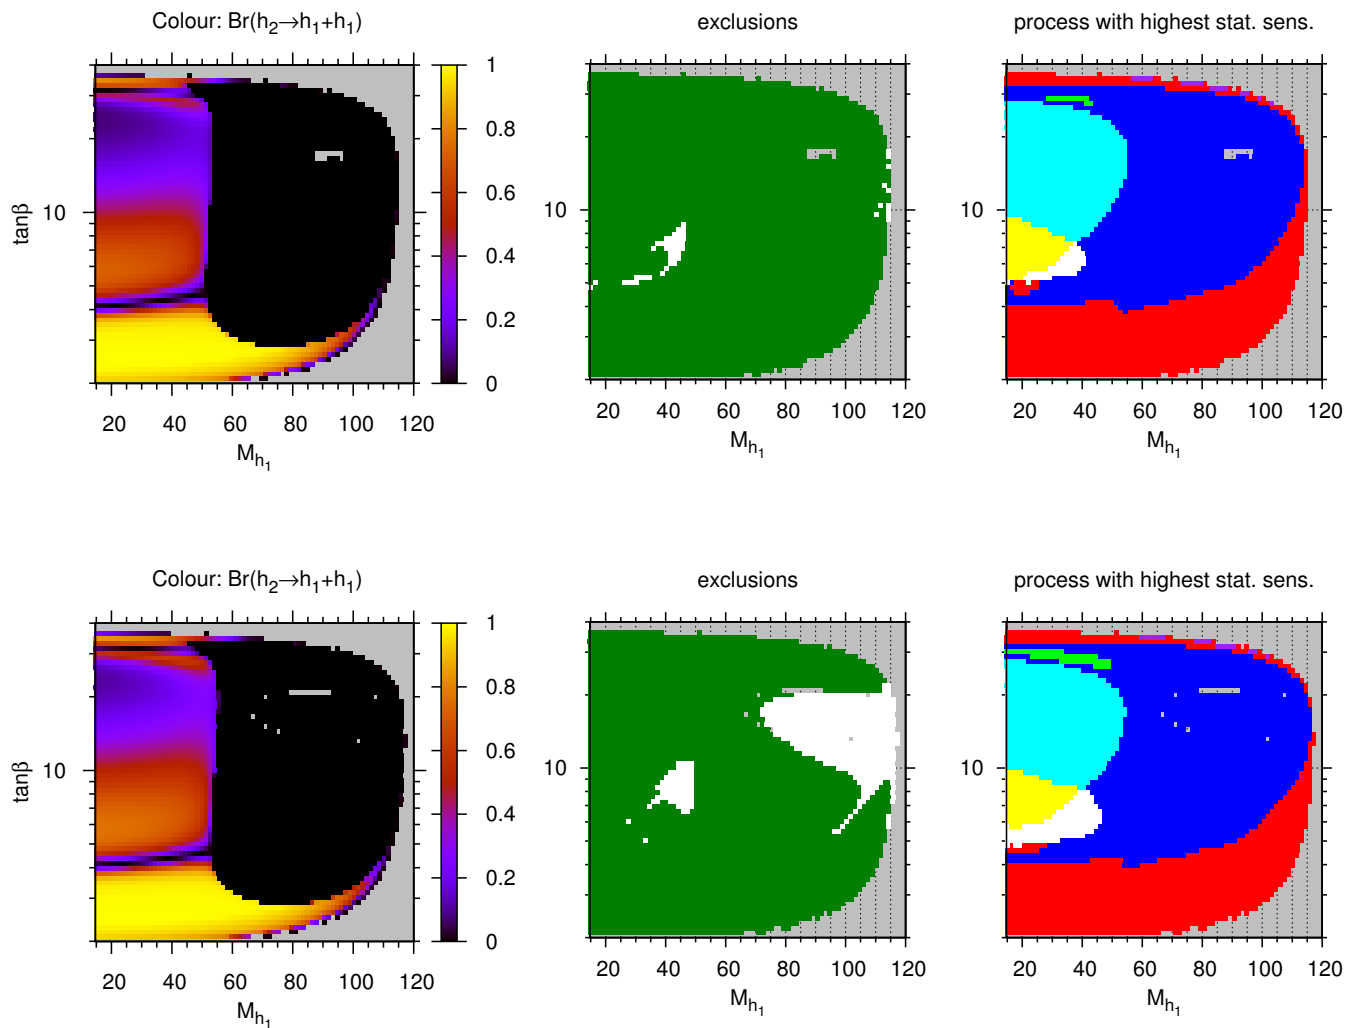 Colour: Br(h2→h1+h1) exclusions process with highest stat. sens.
1
0.8
0.6
0.4
0.2
0
tanβ 10 10 10
20 40 60 80 100 120 20 40 60 80 100 120 20 40 60 80 100 120
Mh1 Mh1 Mh1
Colour: Br(h2→h1+h1) exclusions process with highest stat. sens.
1
0.8
0.6
0.4
0.2
0
tanβ 10 10 10
20 40 60 80 100 120 20 40 60 80 100 120 20 40 60 80 100 120
Mh1 Mh1 Mh1